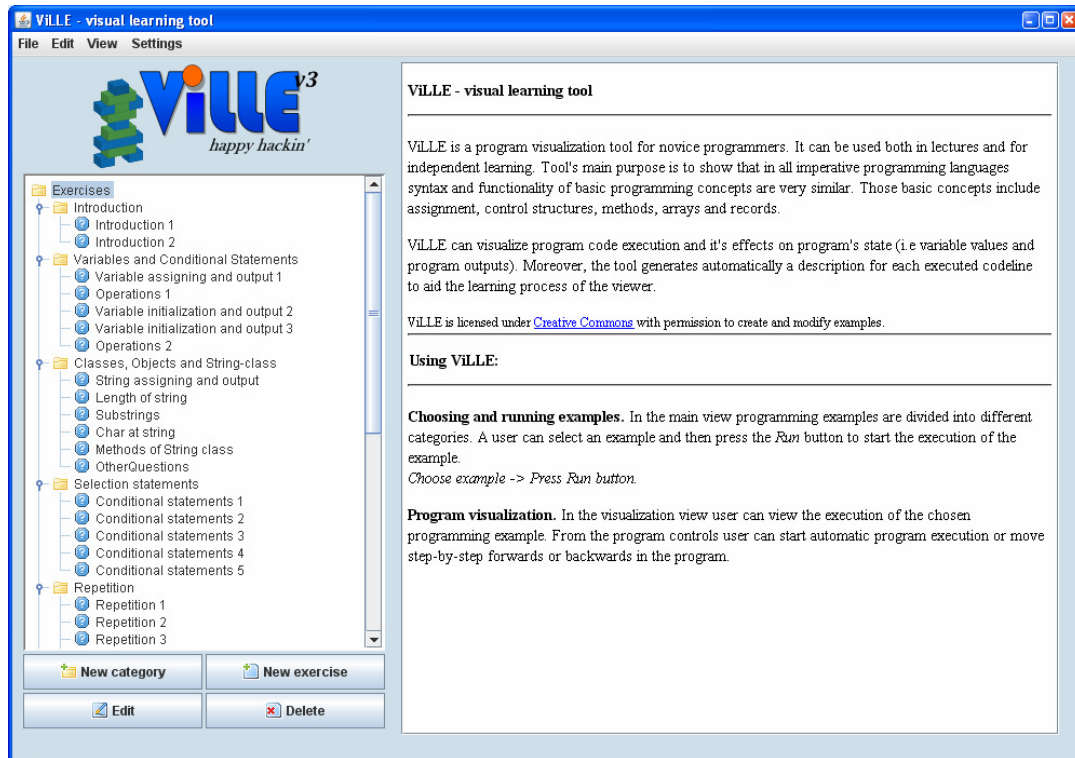 ViLLE - visual learning tool
File Edit View Settings
ViLLE v3
happy hackin'
Exercises
Introduction
Introduction 1
Introduction 2
Variables and Conditional Statements
Variable assigning and output 1
Operations 1
Variable initialization and output 2
Variable initialization and output 3
Operations 2
Classes, Objects and String-class
String assigning and output
Length of string
Substrings
Char at string
Methods of String class
OtherQuestions
Selection statements
Conditional statements 1
Conditional statements 2
Conditional statements 3
Conditional statements 4
Conditional statements 5
Repetition
Repetition 1
Repetition 2
Repetition 3
New category New exercise
Edit Delete
ViLLE - visual learning tool
ViLLE is a program visualization tool for novice programmers. It can be used both in lectures and for
independent learning. Tool's main purpose is to show that in all imperative programming languages
syntax and functionality of basic programming concepts are very similar. Those basic concepts include
assignment, control structures, methods, arrays and records.
ViLLE can visualize program code execution and it's effects on program's state (i.e variable values and
program outputs). Moreover, the tool generates automatically a description for each executed codeline
to aid the learning process of the viewer.
ViLLE is licensed under Creative Commons with permission to create and modify examples.
Using ViLLE:
Choosing and running examples. In the main view programming examples are divided into different
categories. A user can select an example and then press the Run button to start the execution of the
example.
Choose example -> Press Run button.
Program visualization. In the visualization view user can view the execution of the chosen
programming example. From the program controls user can start automatic program execution or move
step-by-step forwards or backwards in the program.